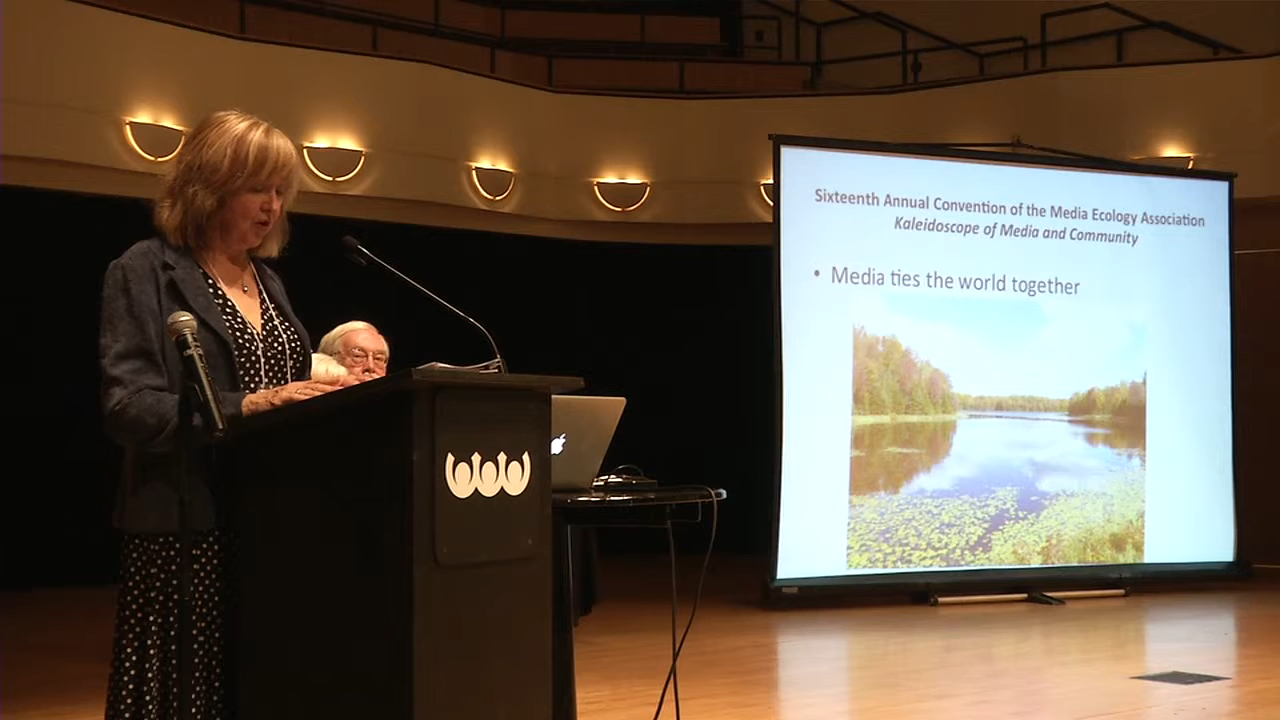 Sixteenth Annual Convention of the Media Ecology Association
Kaleidoscope of Media and Community
• Media ties the world together